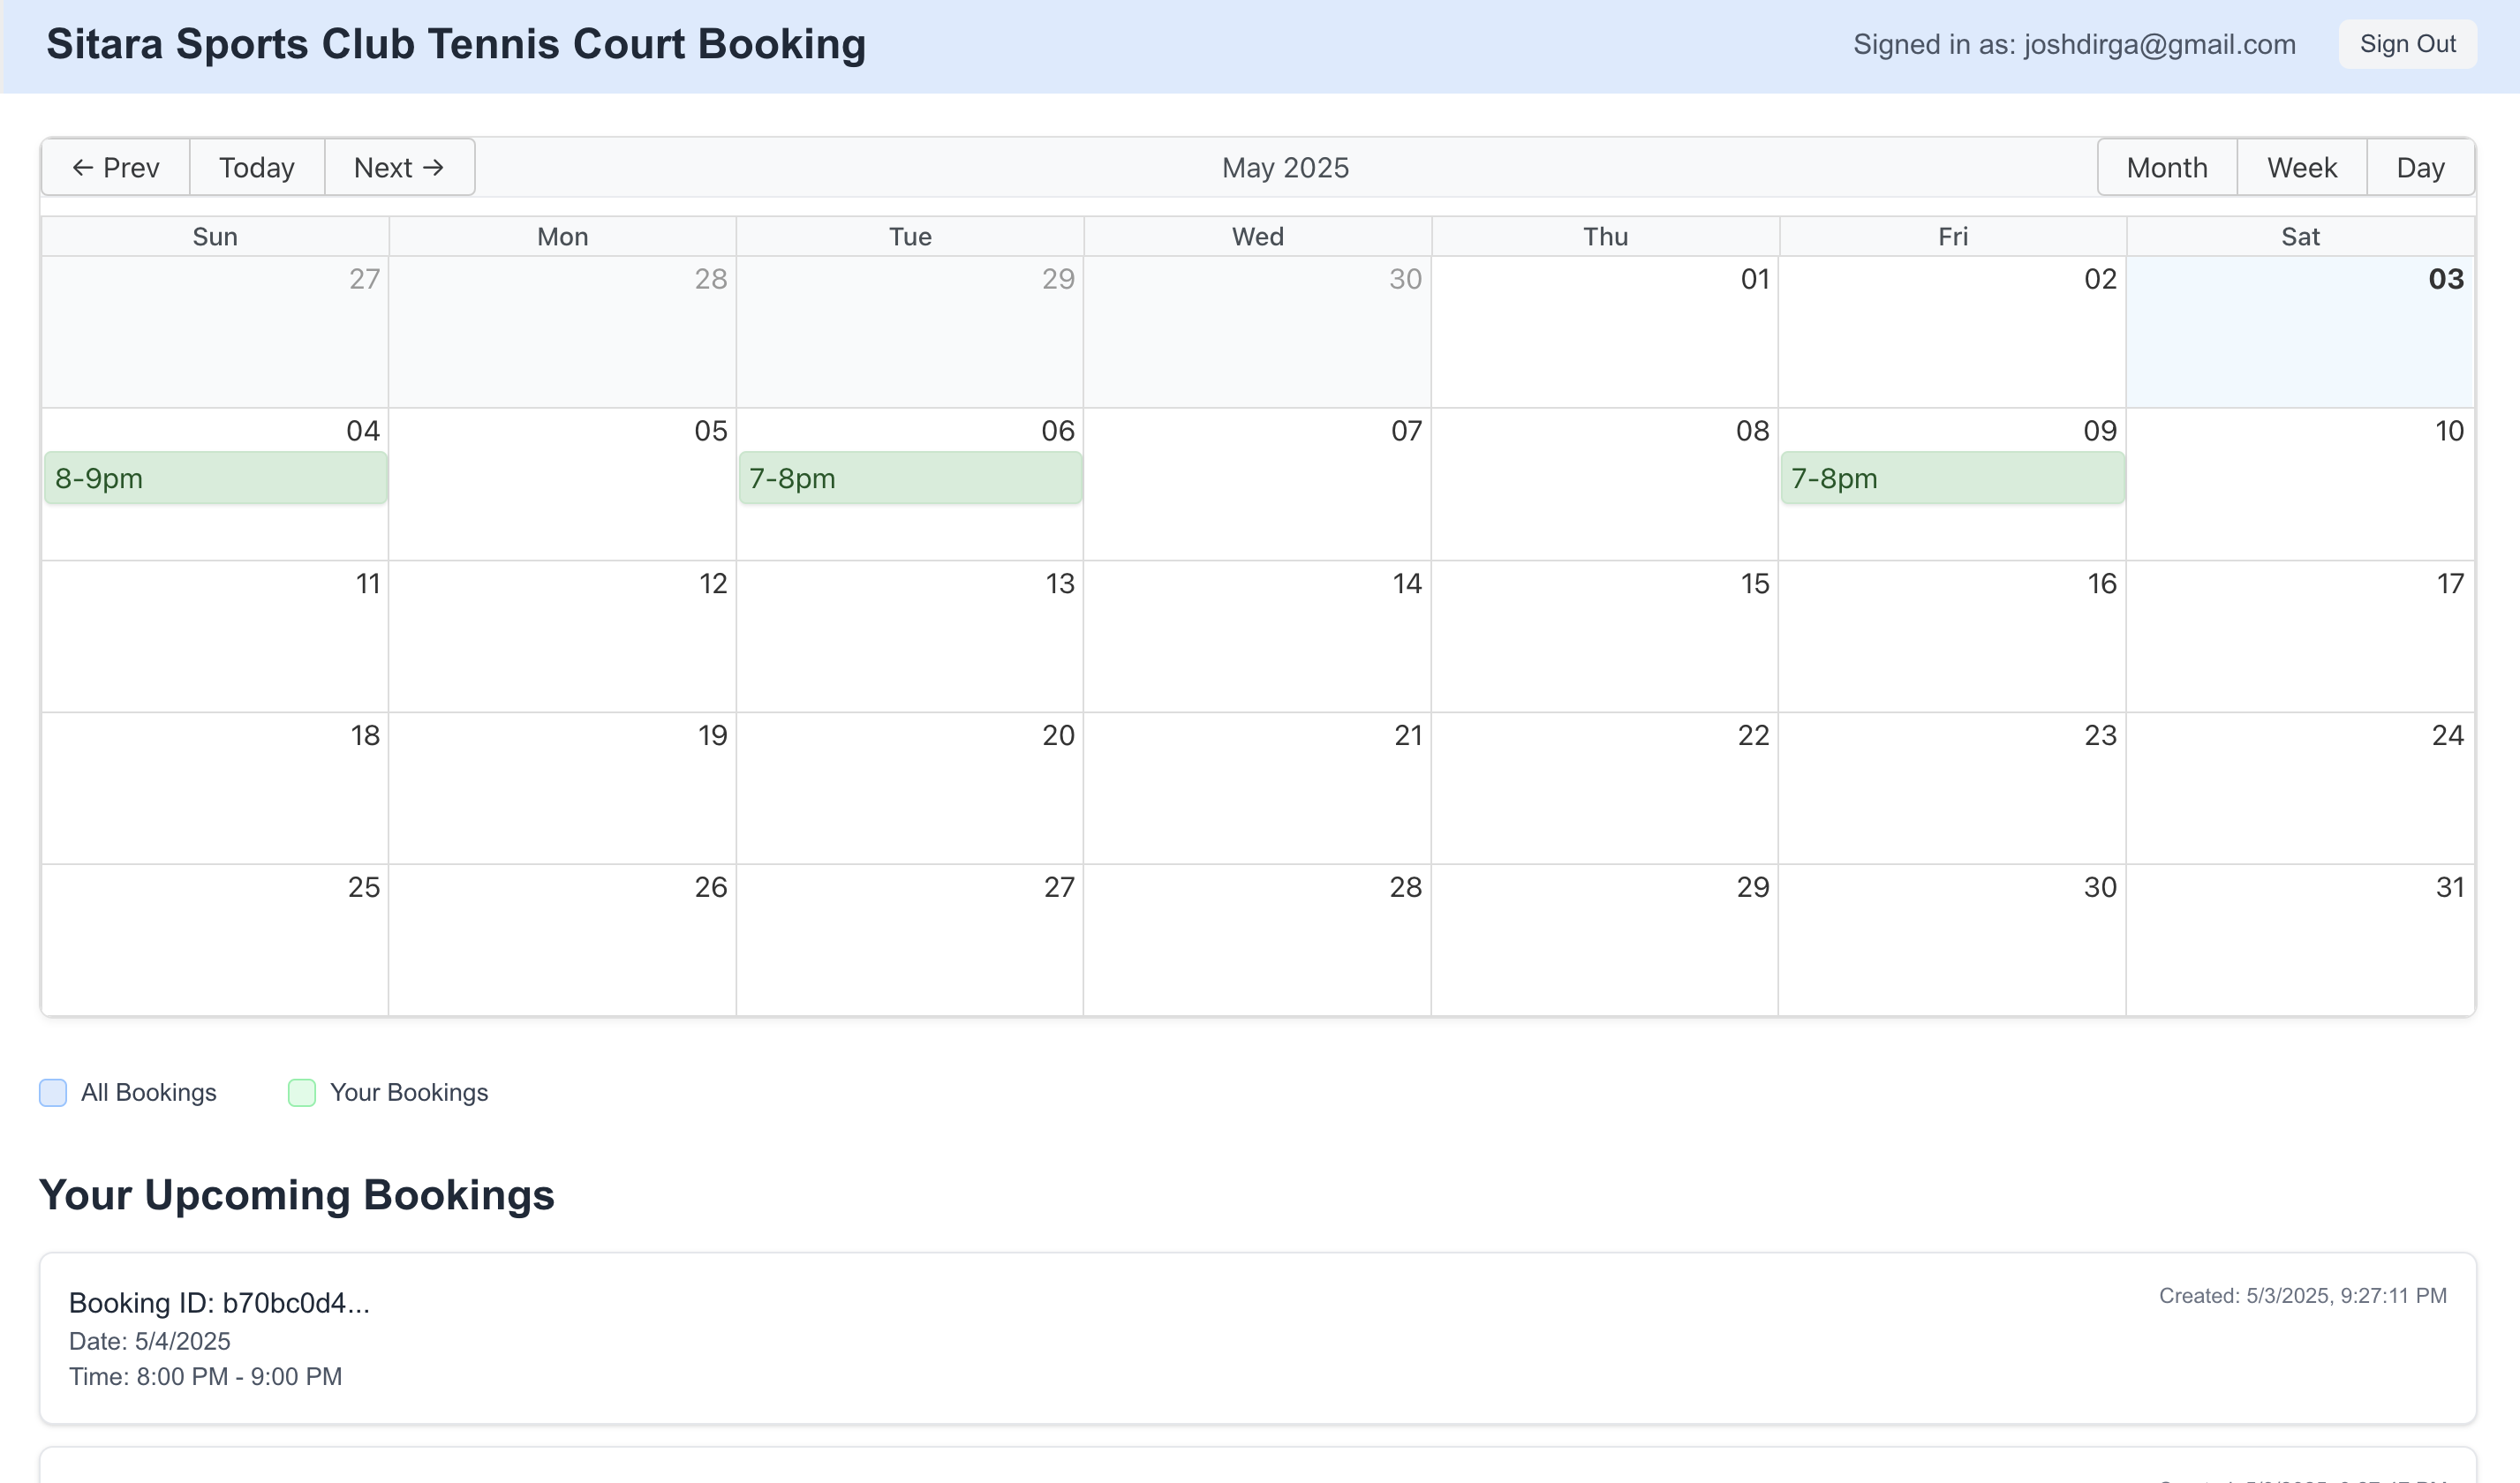 Sitara Sports Club Tennis Court Booking
Signed in as: joshdirga@gmail.com
Sign Out
← Prev Today Next →
May 2025
Month Week Day
Sun Mon Tue Wed Thu Fri Sat
27 28 29 30 01 02 03
04 05 06 07 08 09 10
8-9pm 7-8pm 7-8pm
11 12 13 14 15 16 17
18 19 20 21 22 23 24
25 26 27 28 29 30 31
All Bookings Your Bookings
Your Upcoming Bookings
Booking ID: b70bc0d4...
Created: 5/3/2025, 9:27:11 PM
Date: 5/4/2025
Time: 8:00 PM - 9:00 PM